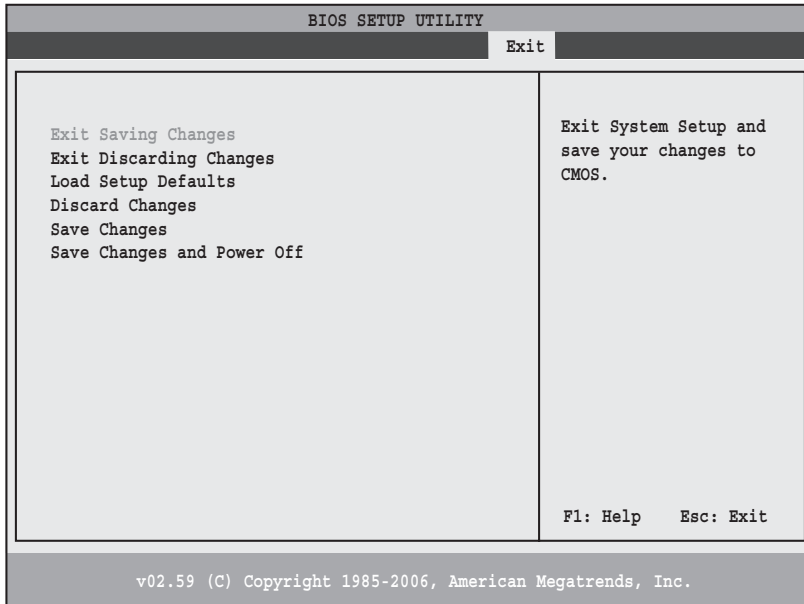 BIOS SETUP UTILITY
Exit
Exit Saving Changes
Exit Discarding Changes
Load Setup Defaults
Discard Changes
Save Changes
Save Changes and Power Off
Exit System Setup and
save your changes to
CMOS.
F1: Help Esc: Exit
v02.59 (C) Copyright 1985-2006, American Megatrends, Inc.